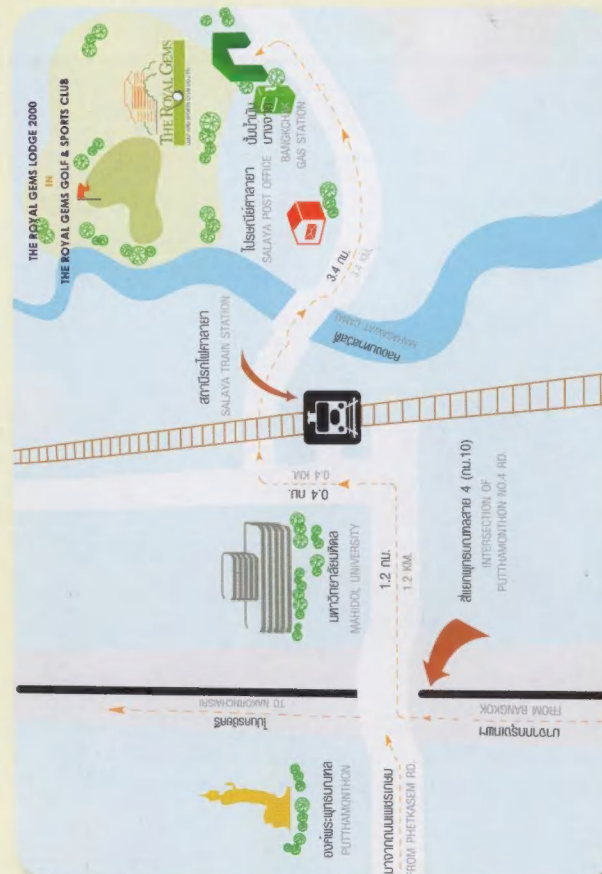 THE ROYAL GEMS LODGE 2000
IN
THE ROYAL GEMS GOLF & SPORTS CLUB
THE ROYAL GEMS
ปั๊มน้ำมัน
บางจาก
BANGKCHAK
GAS STATION
ไปรษณีย์ศาลายา
SALAYA POST OFFICE
3.4 กม.
3.4 KM.
คลองมหาสวัสดิ์
MAHASAWAT CANAL
สถานีรถไฟศาลายา
SALAYA TRAIN STATION
0.4 กม.
0.4 KM.
มหาวิทยาลัยมหิดล
MAHIDOL UNIVERSITY
1.2 กม.
1.2 KM.
สี่แยกพุทธมณฑลสาย 4 (กม.10)
INTERSECTION OF
PUTTHAMONTHON NO.4 RD.
ไปนครชัยศรี
TO NAKORNCHAISRI
มาจากกรุงเทพฯ
FROM BANGKOK
องค์พระพุทธมณฑล
PUTTHAMONTHON
มาจากถนนเพชรเกษม
FROM PHETKASEM RD.